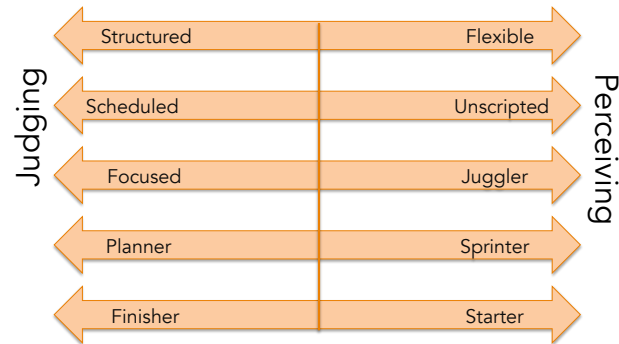 Judging
Perceiving
Structured Flexible
Scheduled Unscripted
Focused Juggler
Planner Sprinter
Finisher Starter